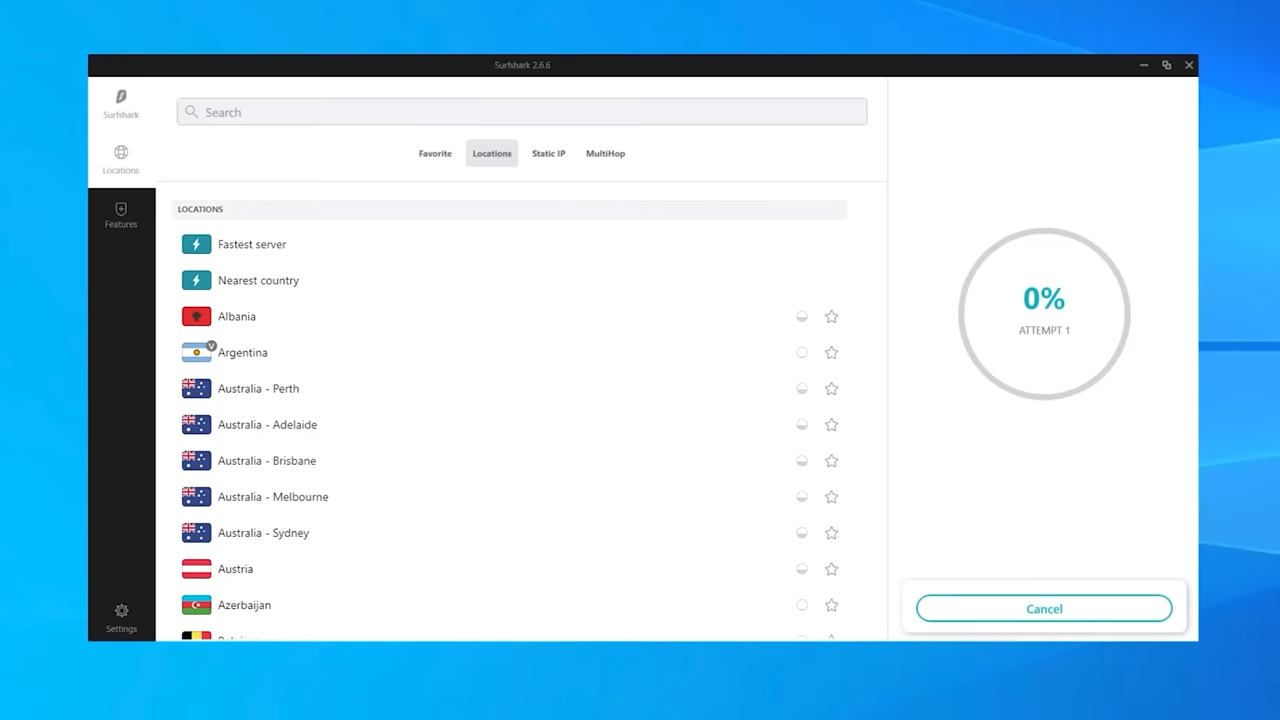 Surfshark 2.6.6
Surfshark
Search
Locations
Favorite Locations Static IP MultiHop
LOCATIONS
Features
Fastest server
Nearest country
Albania
V
Argentina
Australia - Perth
Australia - Adelaide
Australia - Brisbane
Australia - Melbourne
Australia - Sydney
Austria
Azerbaijan
Settings
0%
ATTEMPT 1
Cancel